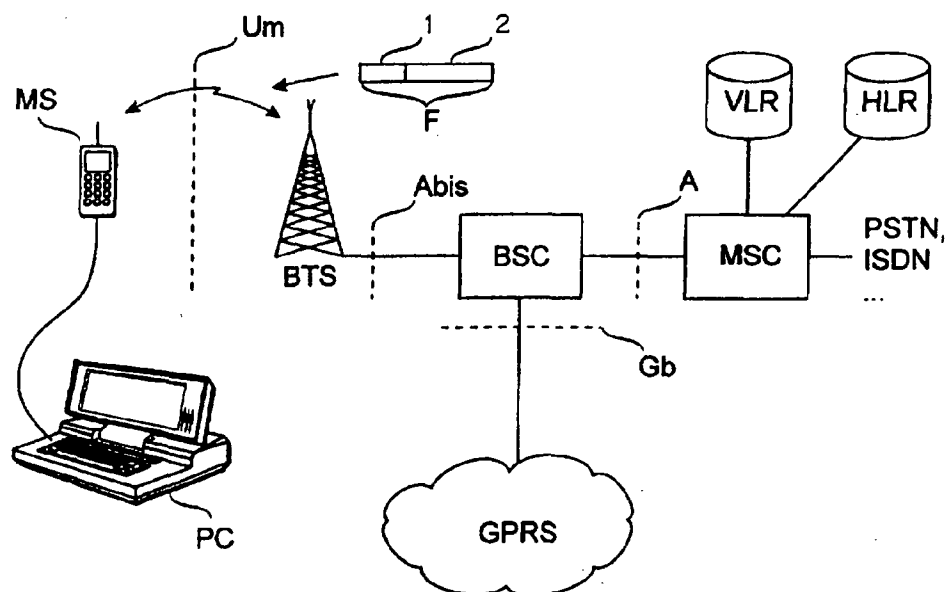 Um
1
2
F
MS
VLR
HLR
Abis
A
BTS
BSC
MSC
PSTN,
ISDN
...
Gb
PC
GPRS